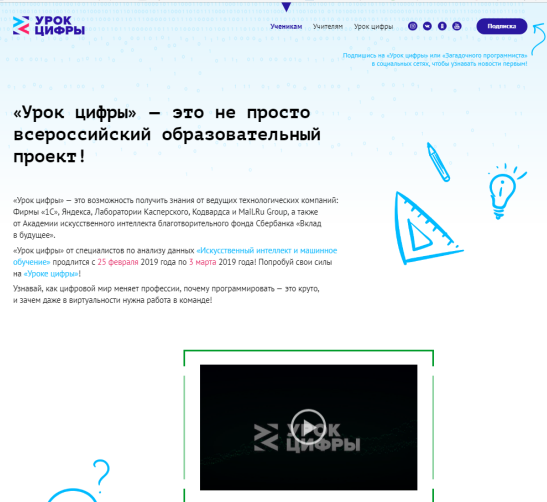 УРОК
ЦИФРЫ
Ученикам Учителям Урок цифры Подписка
Подпишись на «Урок цифры» или «Загадочного программиста»
в социальных сетях, чтобы узнавать новости первым!
«Урок цифры» — это не просто
всероссийский образовательный
проект!
«Урок цифры» — это возможность получить знания от ведущих технологических компаний:
Фирмы «1С», Яндекса, Лаборатории Касперского, Кодвардса и Mail.Ru Group, а также
от Академии искусственного интеллекта благотворительного фонда Сбербанка «Вклад
в будущее».
«Урок цифры» от специалистов по анализу данных «Искусственный интеллект и машинное
обучение» продлится с 25 февраля 2019 года по 3 марта 2019 года! Попробуй свои силы
на «Уроке цифры»!
Узнавай, как цифровой мир меняет профессии, почему программировать — это круто,
и зачем даже в виртуальности нужна работа в команде!
УРОК
ЦИФРЫ